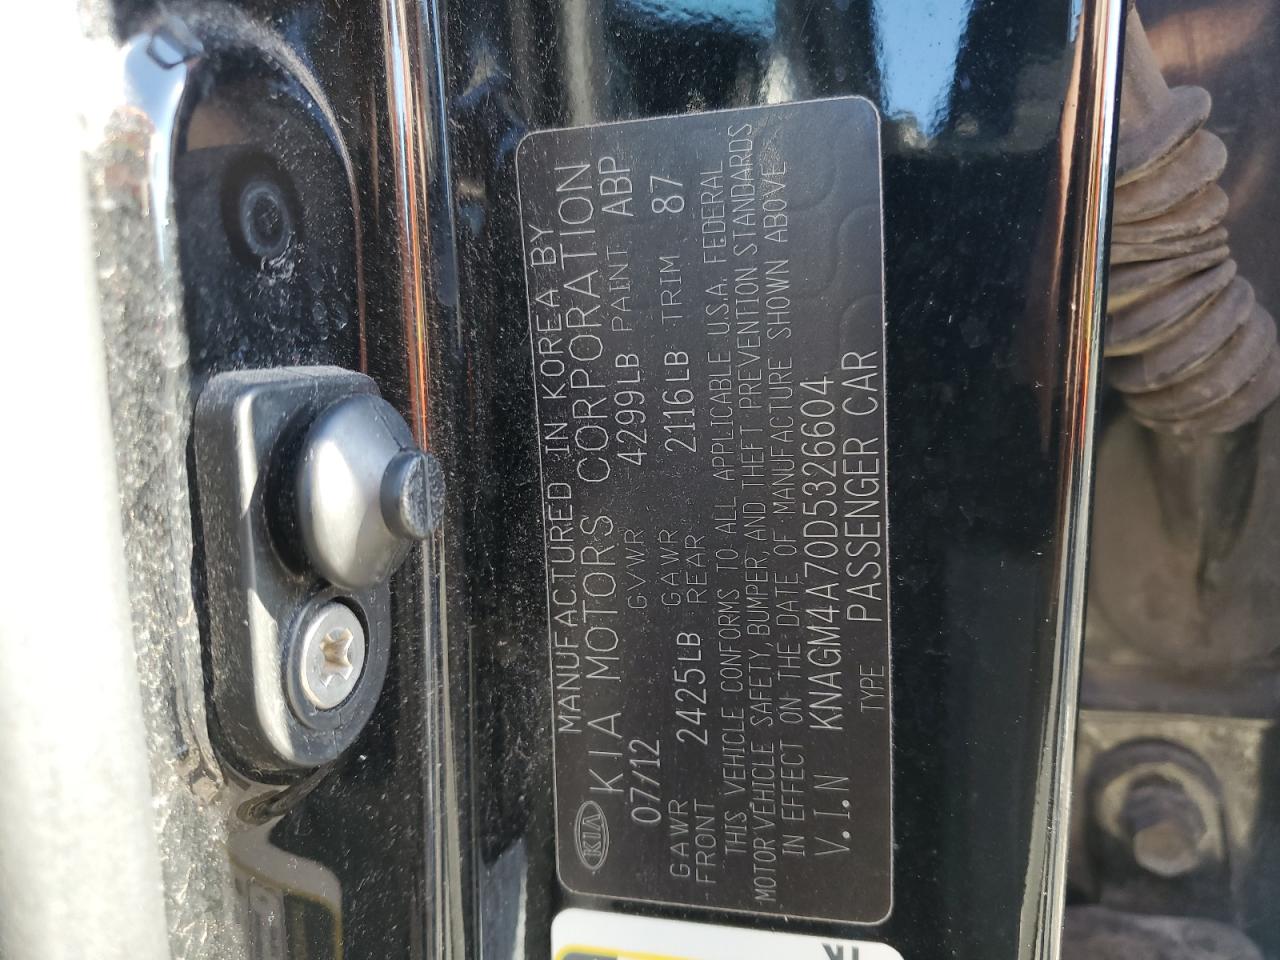 KIA
MANUFACTURED IN KOREA BY
KIA MOTORS CORPORATION
07/12 GVWR 4299LB PAINT ABP
GAWR FRONT 2425LB GAWR REAR 2116LB TRIM 87
THIS VEHICLE CONFORMS TO ALL APPLICABLE U.S.A. FEDERAL
MOTOR VEHICLE SAFETY, BUMPER, AND THEFT PREVENTION STANDARDS
IN EFFECT ON THE DATE OF MANUFACTURE SHOWN ABOVE
V.I.N KNAGM4A70D5326604
TYPE PASSENGER CAR